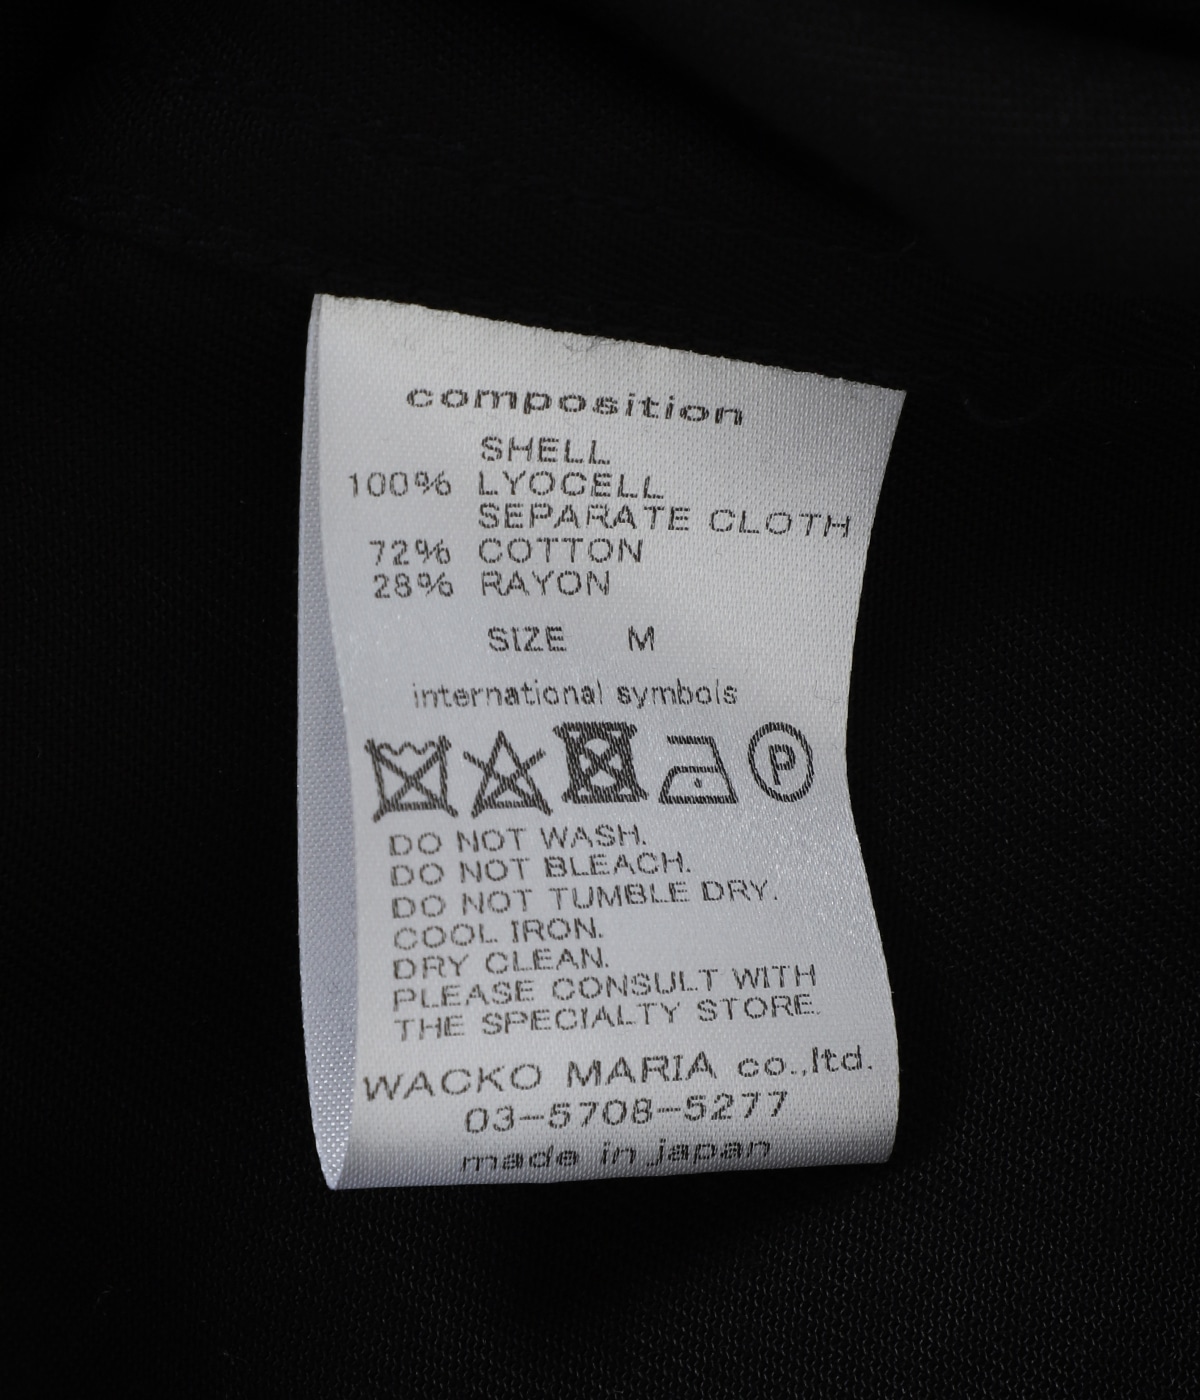 composition
SHELL
100% LYOCELL
SEPARATE CLOTH
72% COTTON
28% RAYON
SIZE M
international symbols
P
DO NOT WASH.
DO NOT BLEACH.
DO NOT TUMBLE DRY.
COOL IRON.
DRY CLEAN.
PLEASE CONSULT WITH
THE SPECIALTY STORE.
WACKO MARIA co.,ltd.
03-5708-5277
made in japan